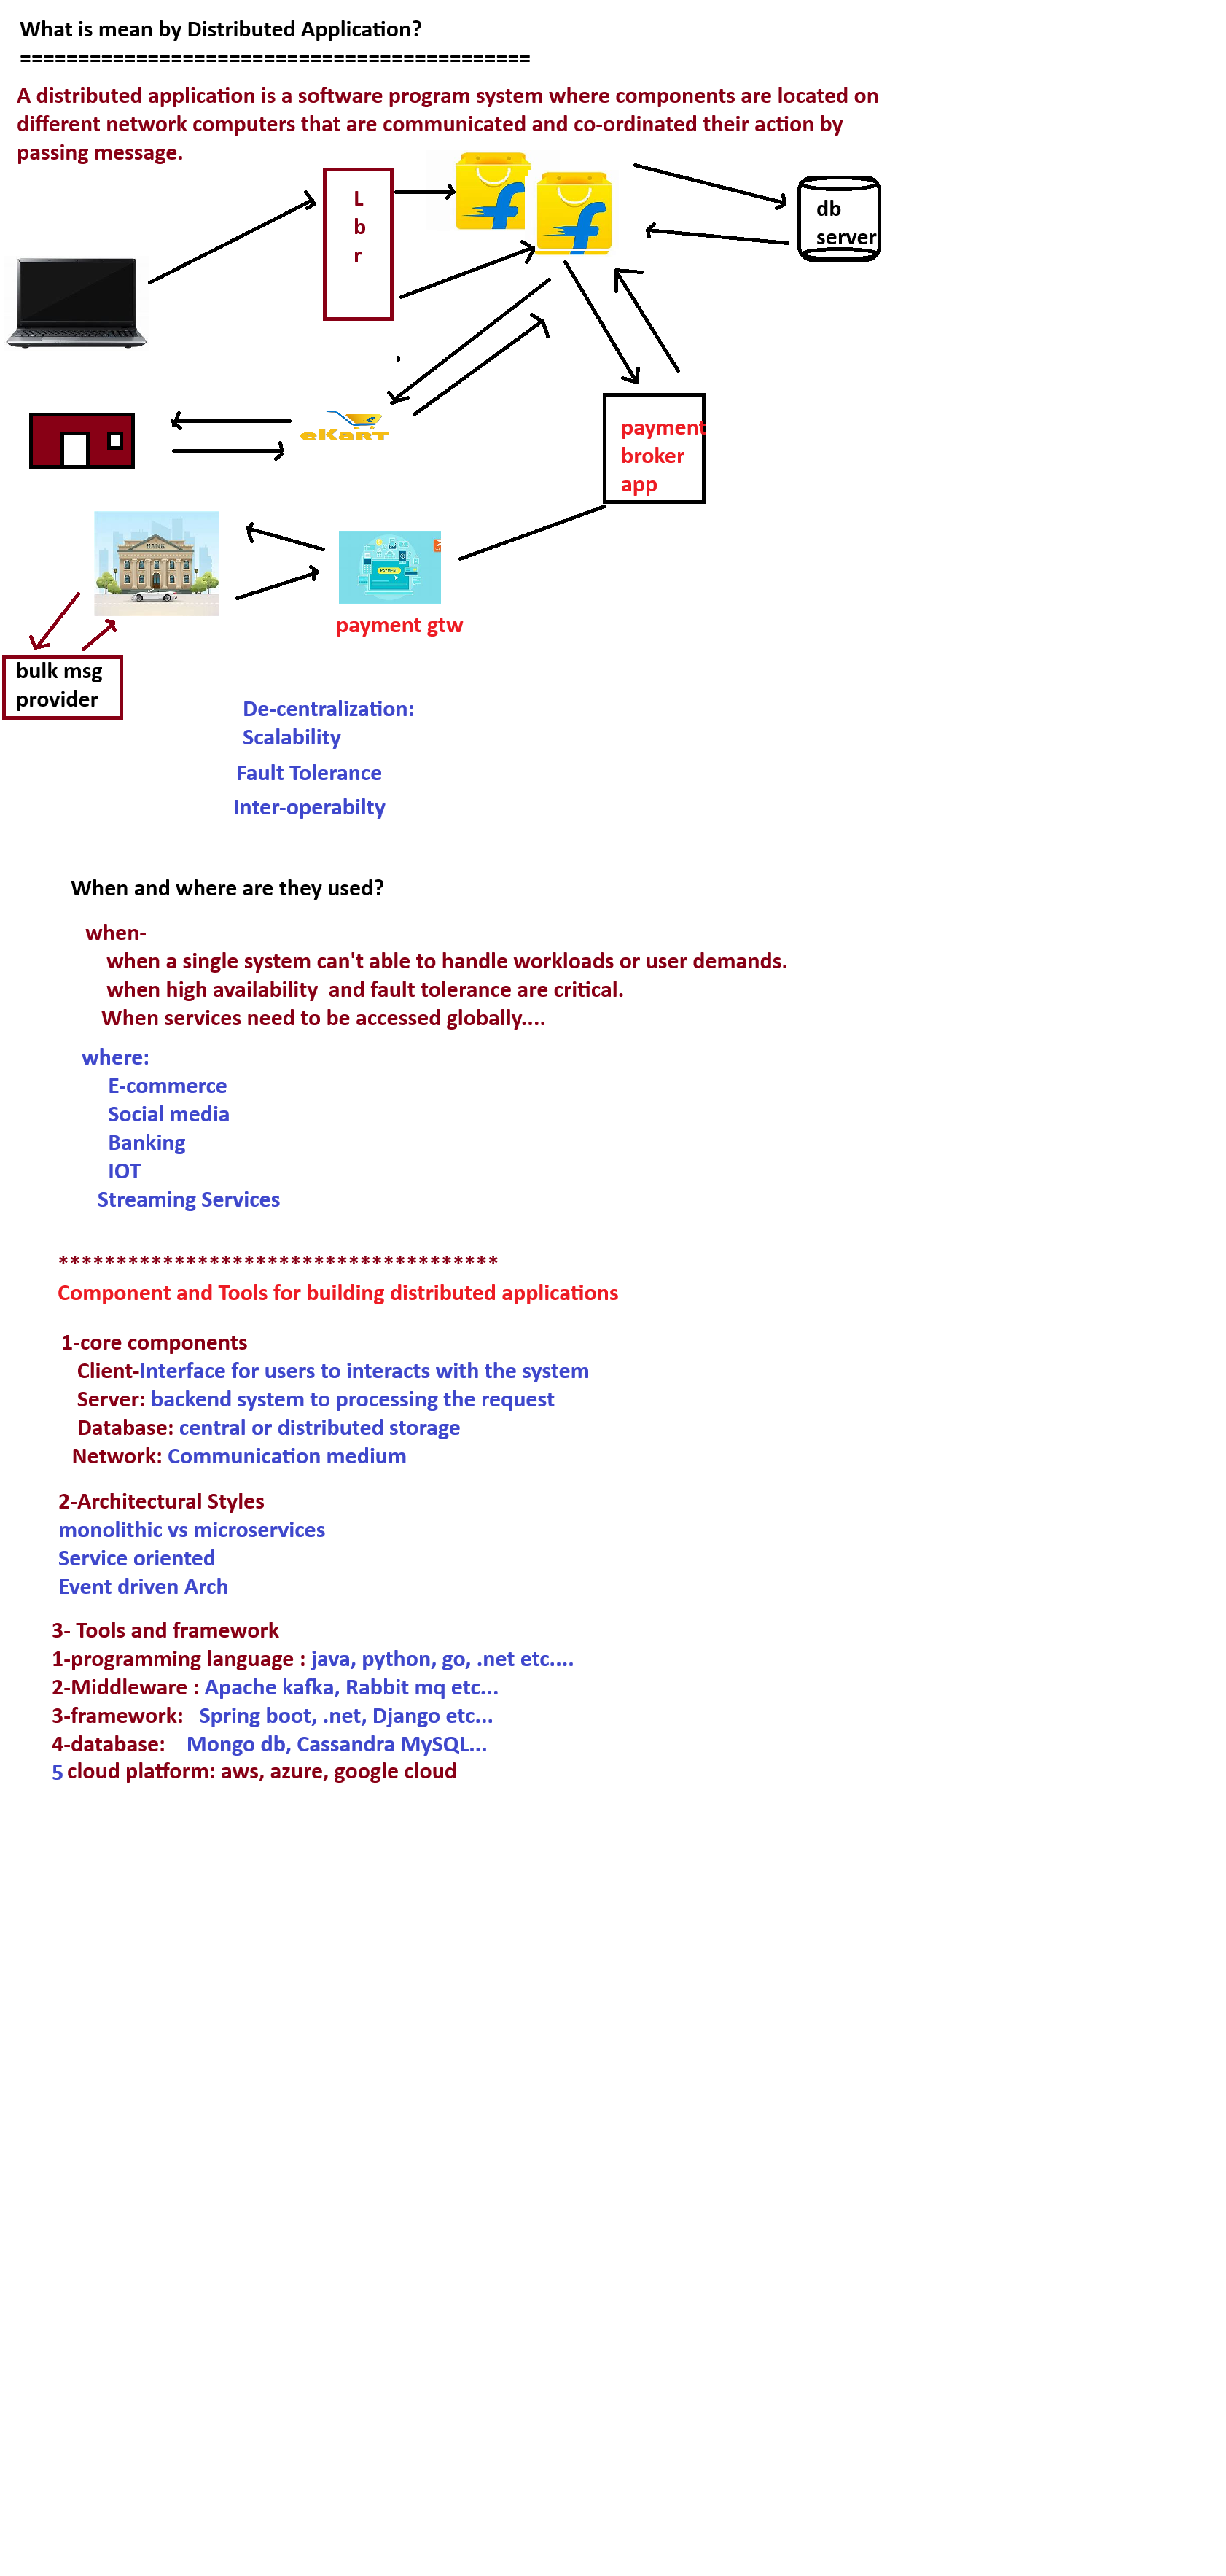 What is mean by Distributed Application?
============================================
A distributed application is a software program system where components are located on
different network computers that are communicated and co-ordinated their action by
passing message.
L
b
r
f
f
db
server
eKaRT
payment
broker
app
BANK
payment gtw
bulk msg
provider
De-centralization:
Scalability
Fault Tolerance
Inter-operabilty
When and where are they used?
when-
when a single system can't able to handle workloads or user demands.
when high availability  and fault tolerance are critical.
When services need to be accessed globally....
where:
E-commerce
Social media
Banking
IOT
Streaming Services
**************************************
Component and Tools for building distributed applications
1-core components
Client-Interface for users to interacts with the system
Server: backend system to processing the request
Database: central or distributed storage
Network: Communication medium
2-Architectural Styles
monolithic vs microservices
Service oriented
Event driven Arch
3- Tools and framework
1-programming language : java, python, go, .net etc....
2-Middleware : Apache kafka, Rabbit mq etc...
3-framework:   Spring boot, .net, Django etc...
4-database:    Mongo db, Cassandra MySQL...
5 cloud platform: aws, azure, google cloud